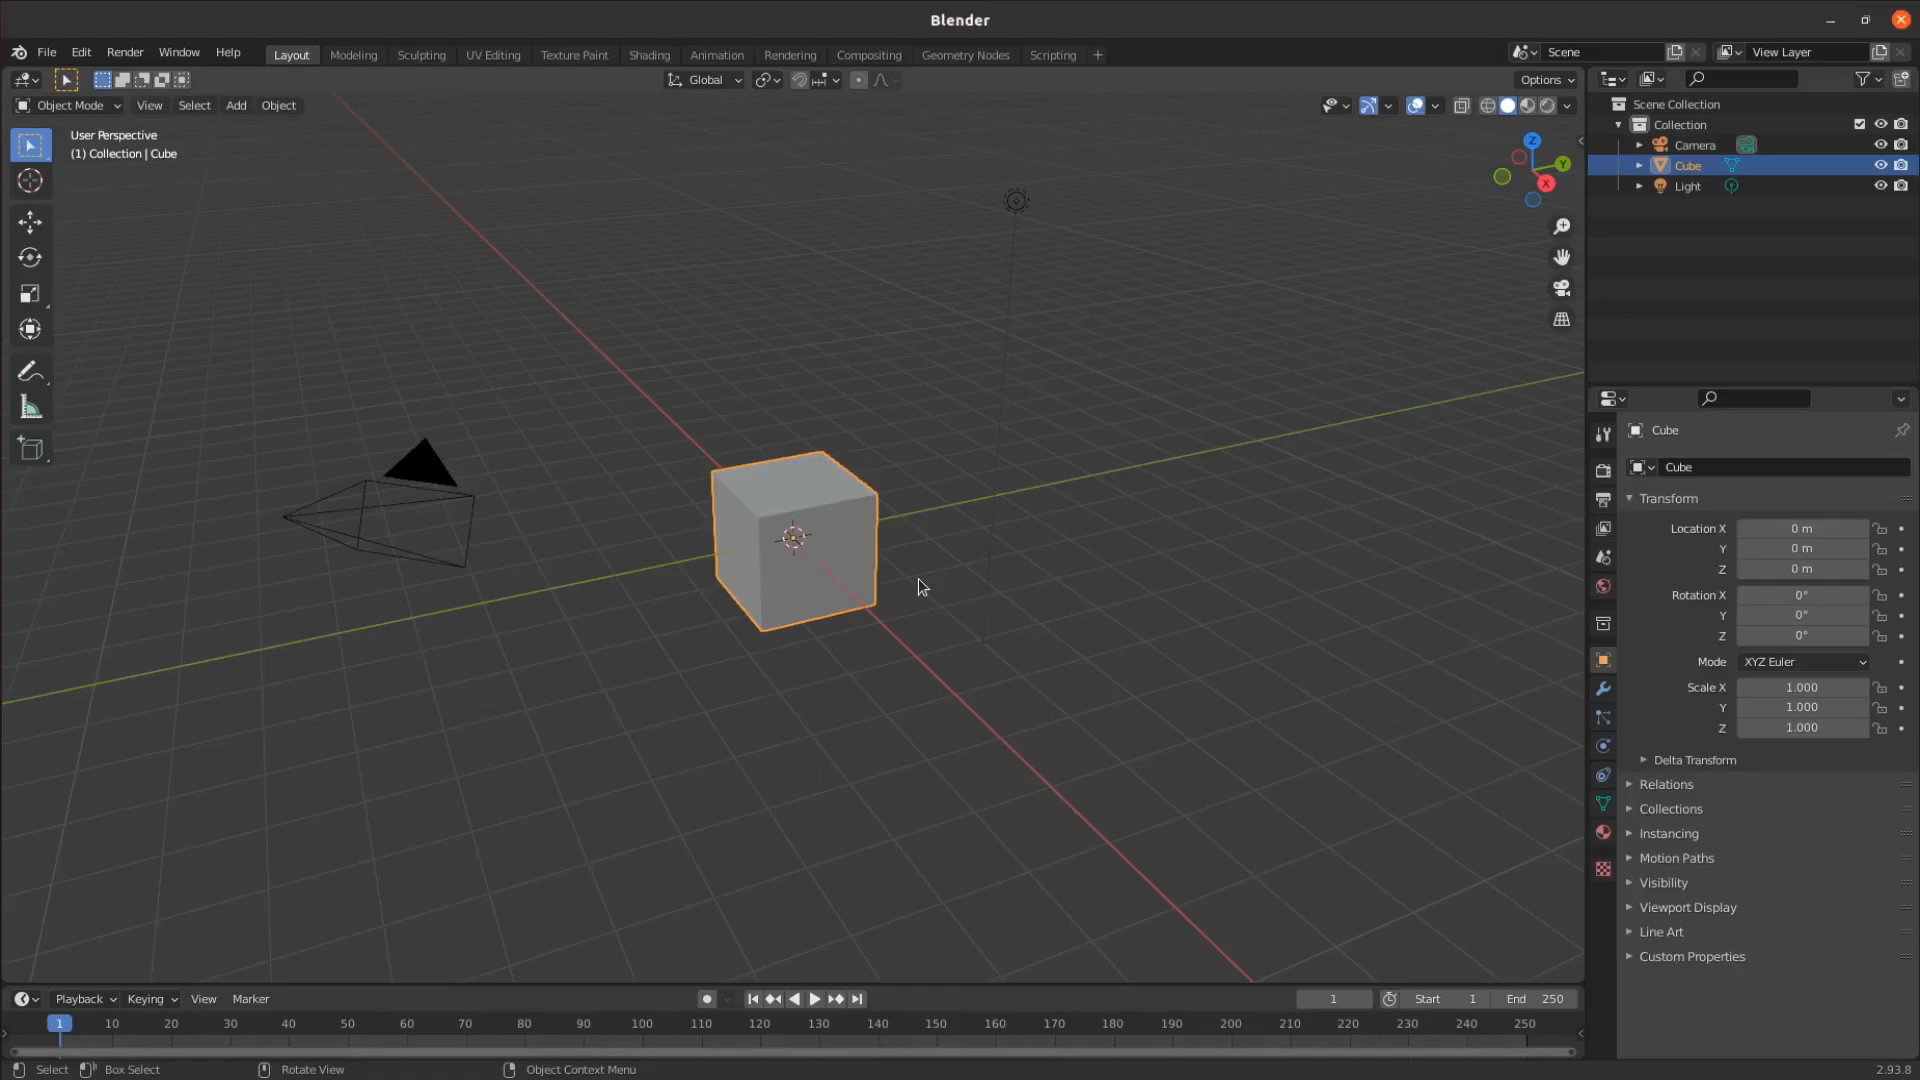 Blender
File Edit Render Window Help Layout Modeling Sculpting UV Editing Texture Paint Shading Animation Rendering Compositing Geometry Nodes Scripting + Scene View Layer
Global Options
Object Mode View Select Add Object
User Perspective
(1) Collection | Cube
Z
Y
X
Scene Collection
Collection
Camera
Cube
Light
Cube
Cube
Transform
Location X 0 m
Y 0 m
Z 0 m
Rotation X 0°
Y 0°
Z 0°
Mode XYZ Euler
Scale X 1.000
Y 1.000
Z 1.000
Delta Transform
Relations
Collections
Instancing
Motion Paths
Visibility
Viewport Display
Line Art
Custom Properties
Playback Keying View Marker 1 Start 1 End 250
1 10 20 30 40 50 60 70 80 90 100 110 120 130 140 150 160 170 180 190 200 210 220 230 240 250
Select Box Select Rotate View Object Context Menu 2.93.8